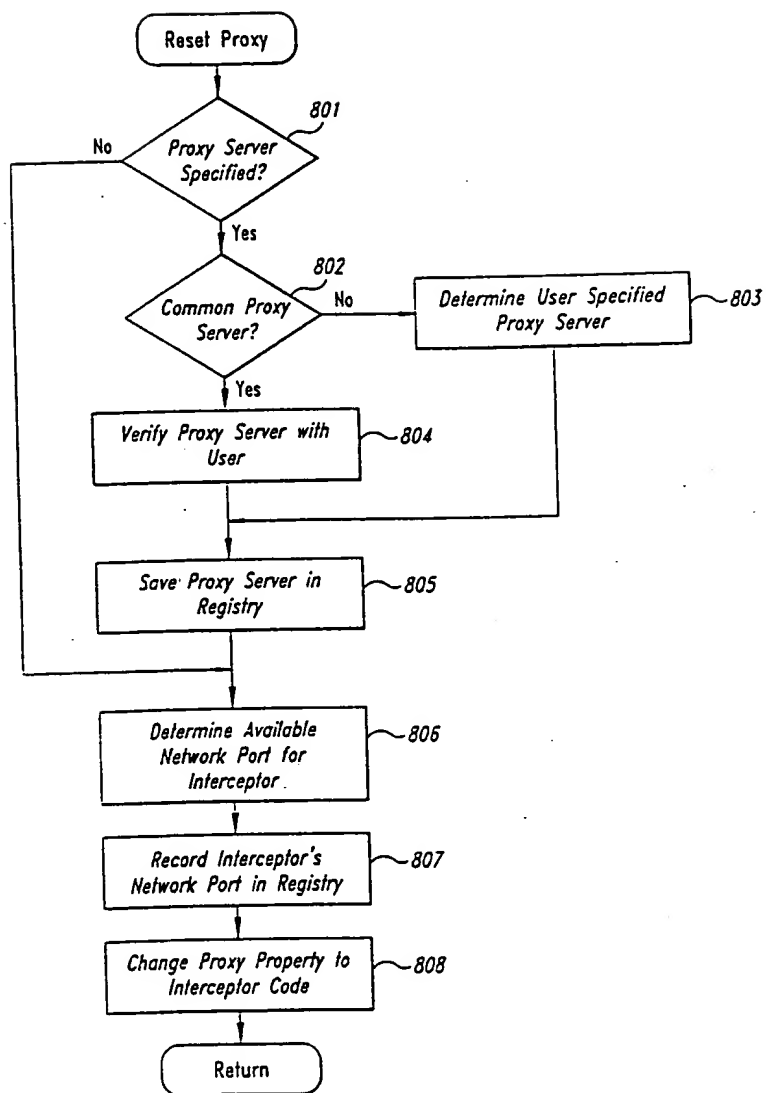 Reset Proxy
801
No
Proxy Server
Specified?
Yes
802
Common Proxy
Server?
No
Determine User Specified
Proxy Server
803
Yes
Verify Proxy Server with
User
804
Save Proxy Server in
Registry
805
Determine Available
Network Port for
Interceptor
806
Record Interceptor's
Network Port in Registry
807
Change Proxy Property to
Interceptor Code
808
Return